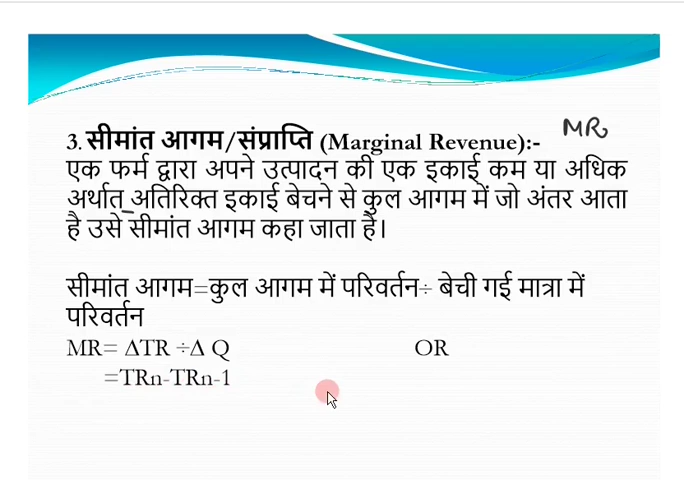 3. सीमांत आगम/संप्राप्ति (Marginal Revenue):- MR
एक फर्म द्वारा अपने उत्पादन की एक इकाई कम या अधिक
अर्थात अतिरिक्त इकाई बेचने से कुल आगम में जो अंतर आता
है उसे सीमांत आगम कहा जाता है।
सीमांत आगम=कुल आगम में परिवर्तन÷ बेची गई मात्रा में
परिवर्तन
MR= ΔTR ÷Δ Q OR
=TRn-TRn-1